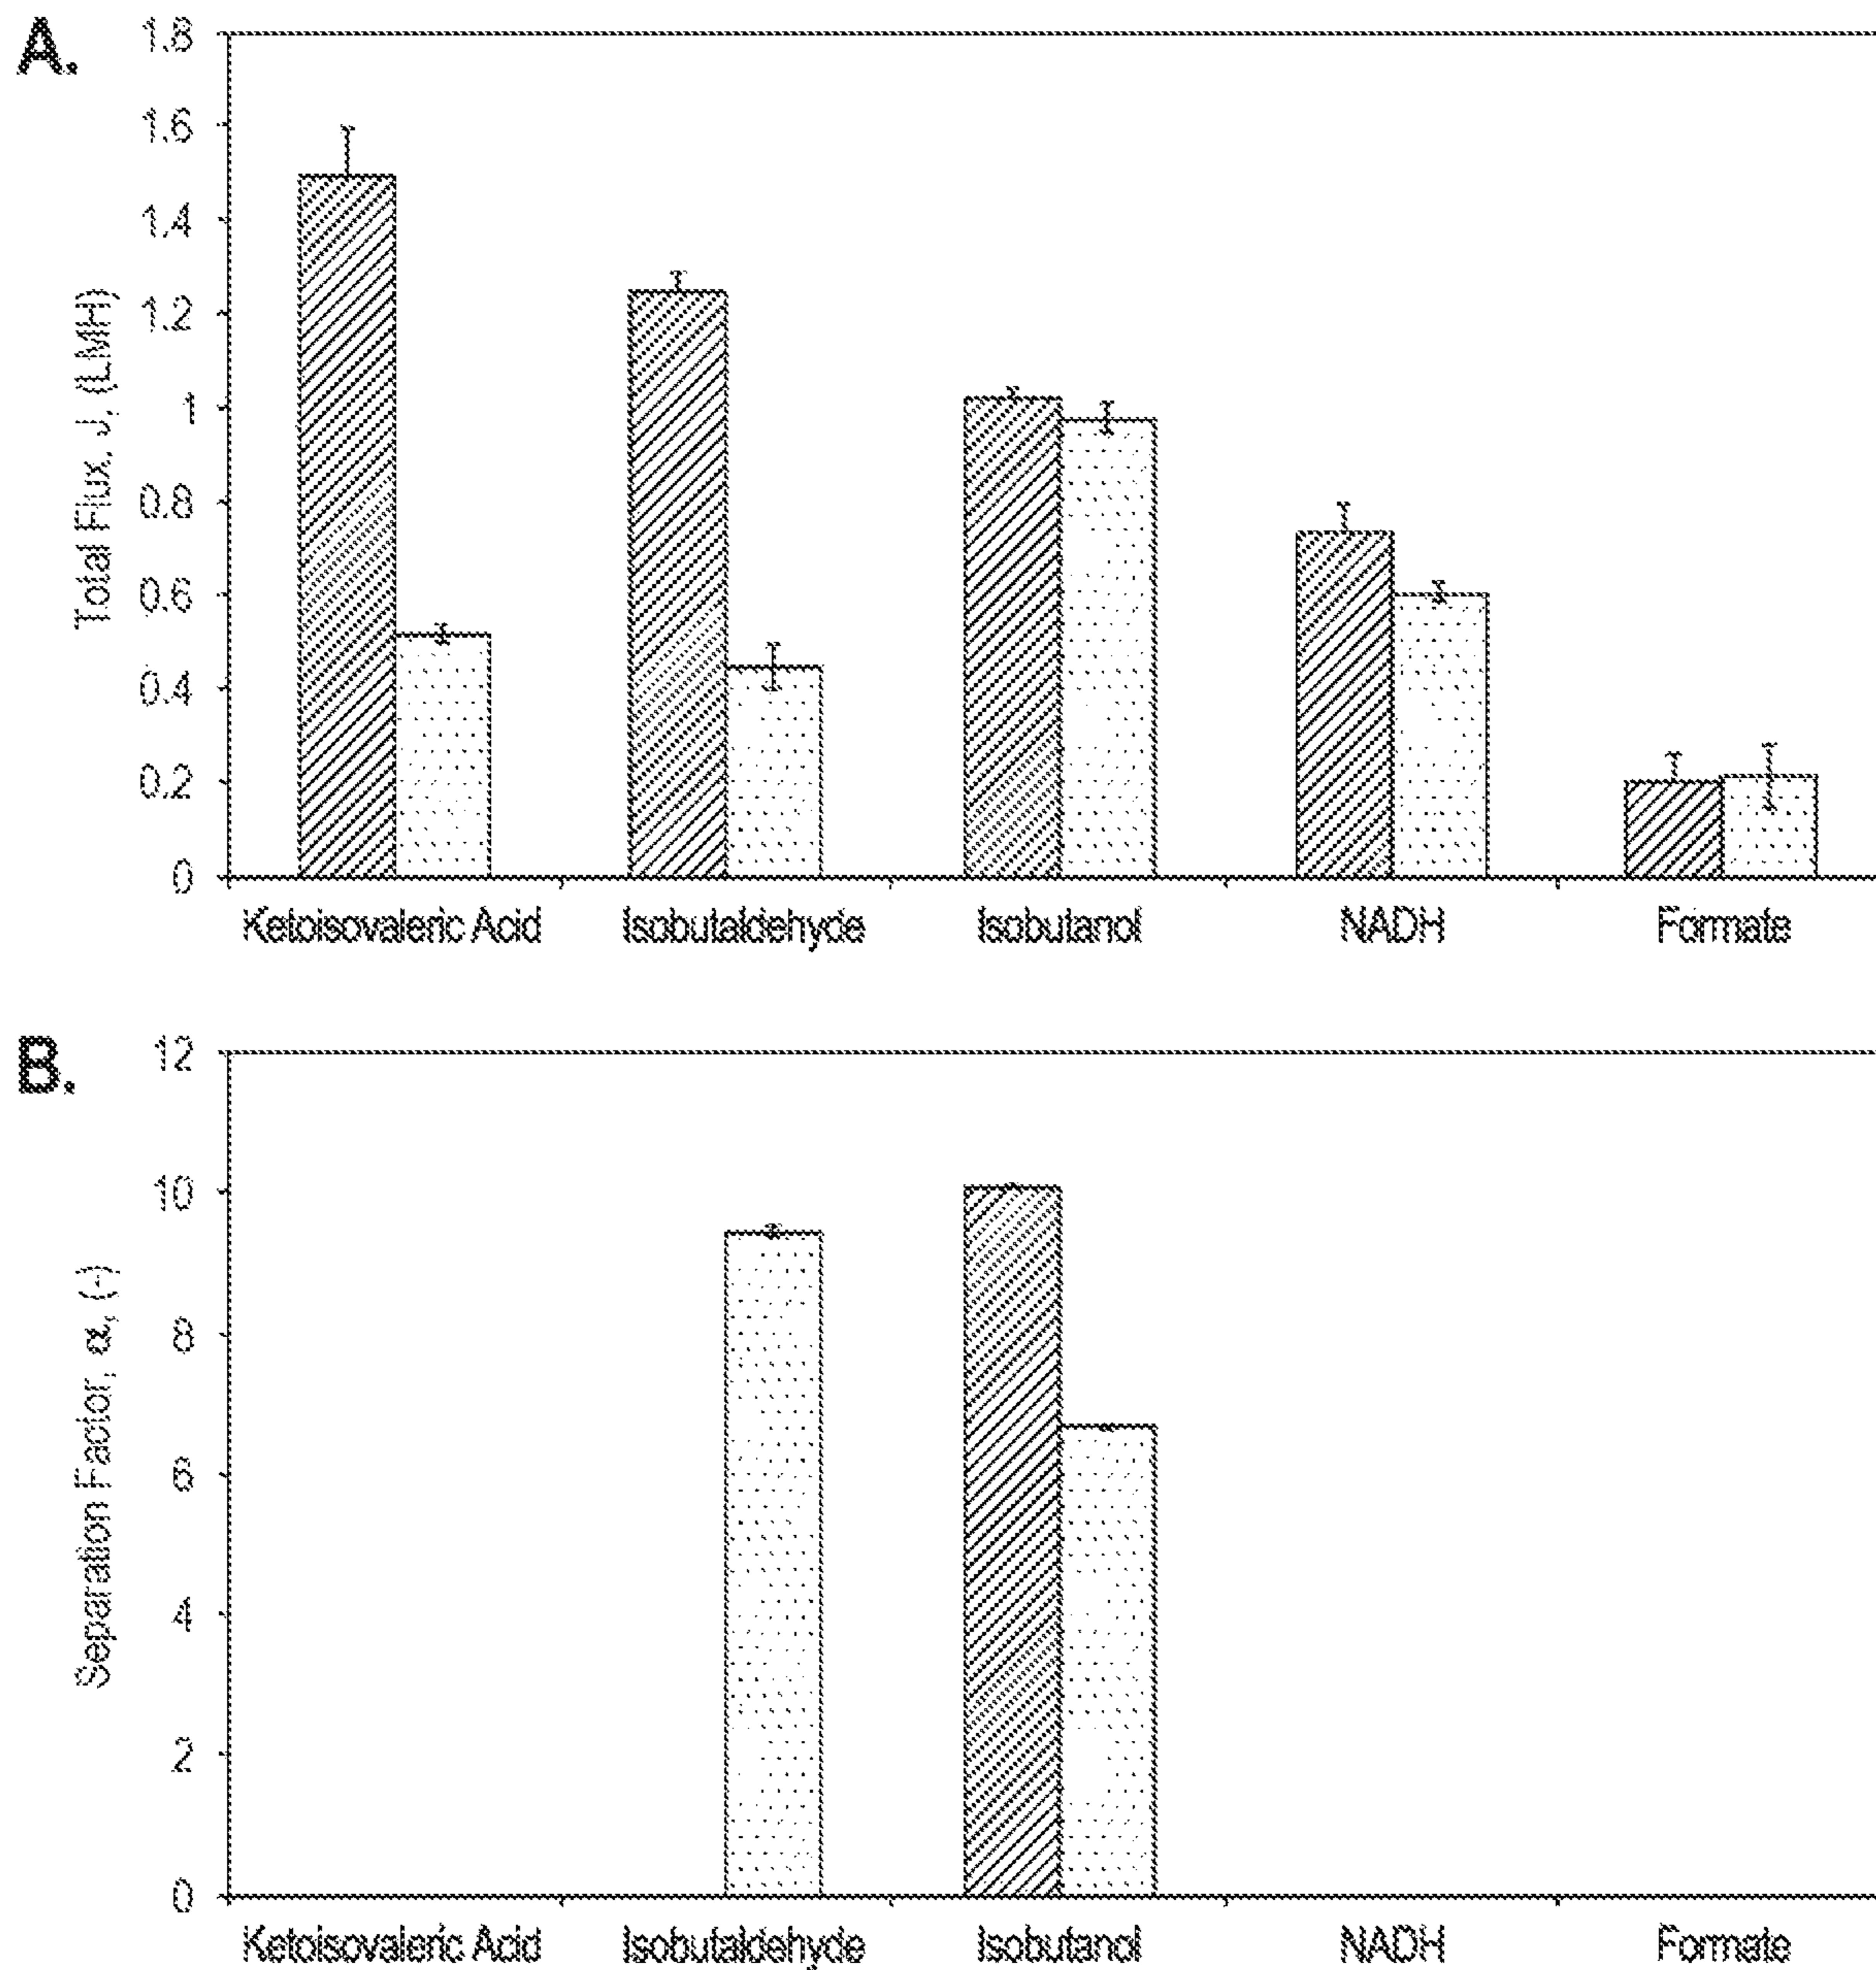 A.
Total Flux, J, (LMH)
1.8
1.6
1.4
1.2
1
0.8
0.6
0.4
0.2
0
Ketoisovaleric Acid Isobutaldehyde Isobutanol NADH Formate
B.
Separation Factor, α, (-)
12
10
8
6
4
2
0
Ketoisovaleric Acid Isobutaldehyde Isobutanol NADH Formate